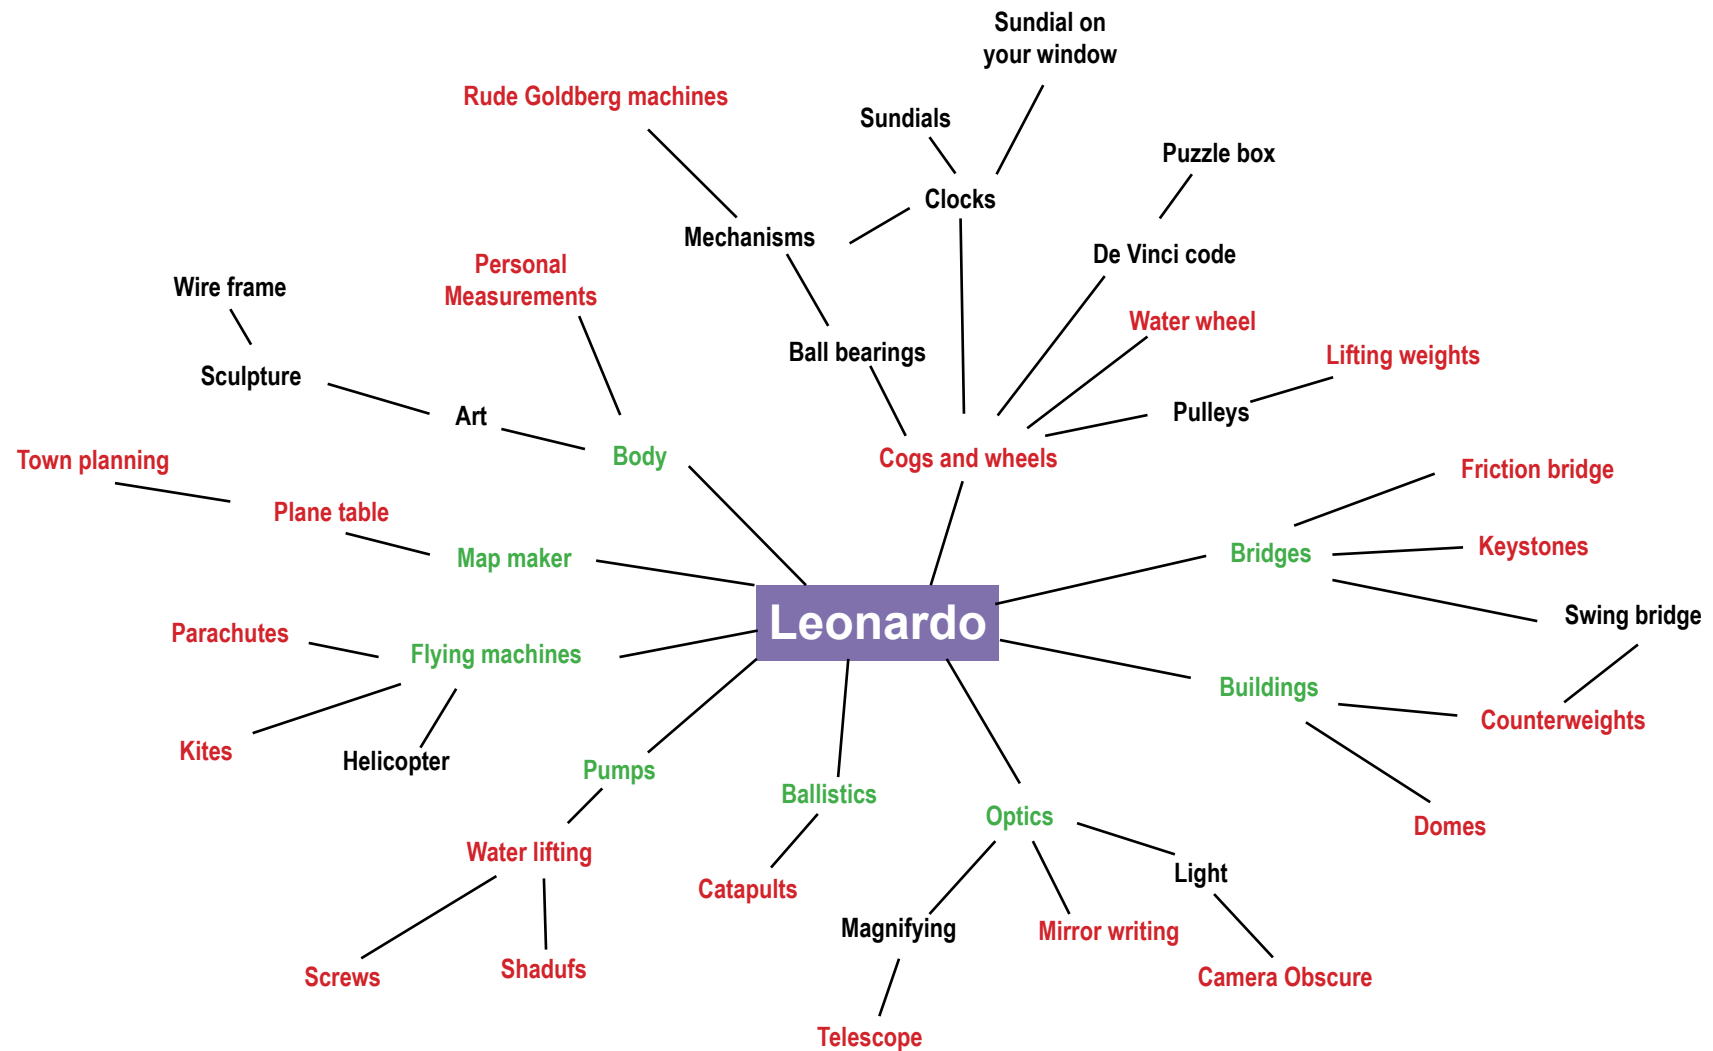 Sundial on
your window
Rude Goldberg machines
Sundials
Puzzle box
Clocks
Mechanisms
De Vinci code
Personal
Measurements
Wire frame
Water wheel
Ball bearings
Lifting weights
Sculpture
Art
Pulleys
Body
Cogs and wheels
Town planning
Friction bridge
Plane table
Map maker
Bridges
Keystones
Leonardo
Swing bridge
Parachutes
Flying machines
Buildings
Counterweights
Kites
Helicopter
Pumps
Ballistics
Optics
Domes
Water lifting
Light
Catapults
Magnifying
Mirror writing
Screws
Shadufs
Camera Obscure
Telescope